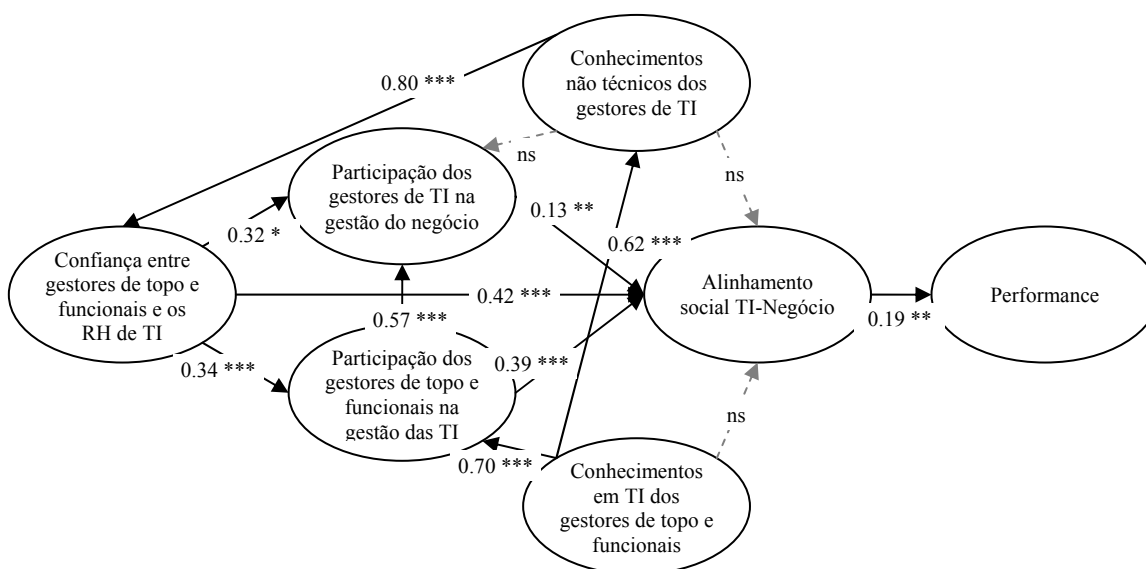 Conhecimentos
não técnicos dos
gestores de TI
0.80 ***
ns
ns
Participação dos
gestores de TI na
gestão do negócio
0.13 **
0.32 *
0.62 ***
Confiança entre
gestores de topo e
funcionais e os
RH de TI
Alinhamento
social TI-Negócio
Performance
0.42 ***
0.19 **
0.57 ***
0.34 ***
Participação dos
gestores de topo e
funcionais na
gestão das TI
0.39 ***
ns
0.70 ***
Conhecimentos
em TI dos
gestores de topo e
funcionais